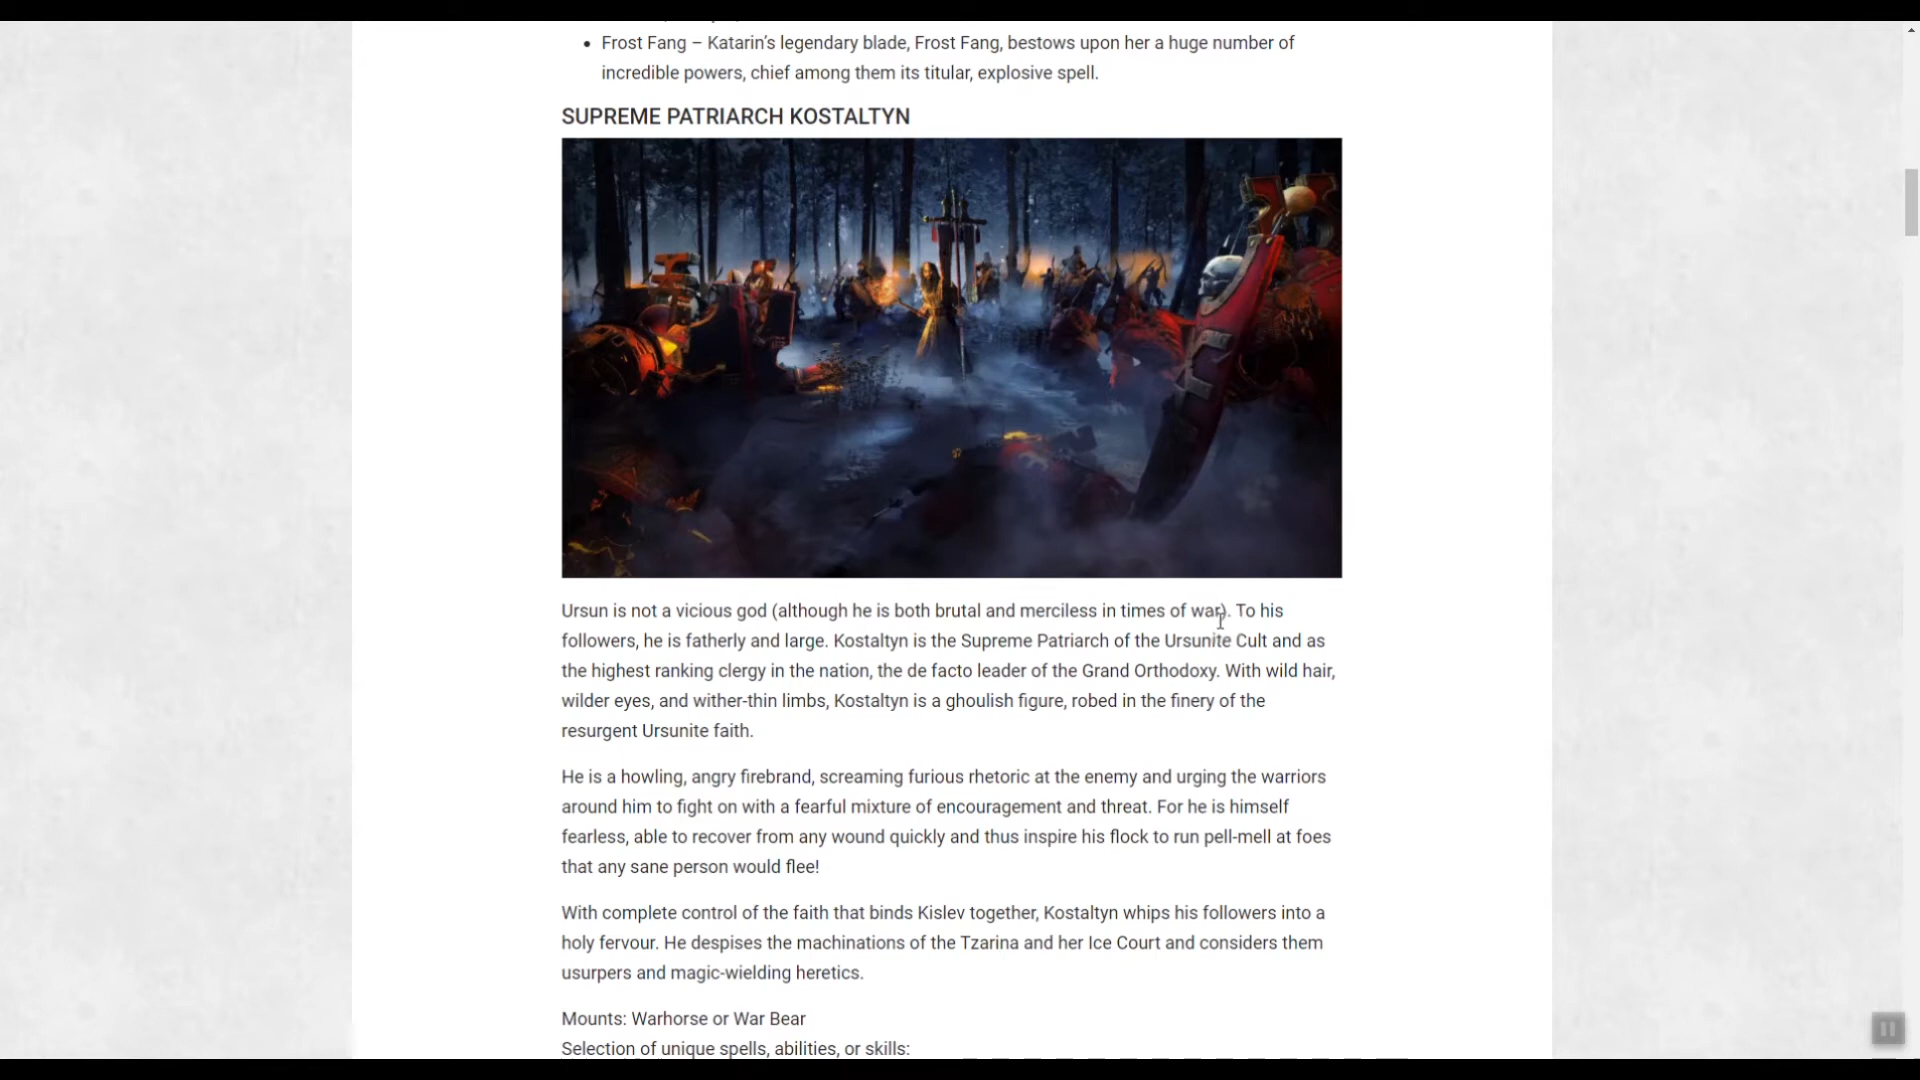 • Frost Fang – Katarin's legendary blade, Frost Fang, bestows upon her a huge number of
incredible powers, chief among them its titular, explosive spell.
SUPREME PATRIARCH KOSTALTYN
Ursun is not a vicious god (although he is both brutal and merciless in times of war). To his
followers, he is fatherly and large. Kostaltyn is the Supreme Patriarch of the Ursunite Cult and as
the highest ranking clergy in the nation, the de facto leader of the Grand Orthodoxy. With wild hair,
wilder eyes, and wither-thin limbs, Kostaltyn is a ghoulish figure, robed in the finery of the
resurgent Ursunite faith.
He is a howling, angry firebrand, screaming furious rhetoric at the enemy and urging the warriors
around him to fight on with a fearful mixture of encouragement and threat. For he is himself
fearless, able to recover from any wound quickly and thus inspire his flock to run pell-mell at foes
that any sane person would flee!
With complete control of the faith that binds Kislev together, Kostaltyn whips his followers into a
holy fervour. He despises the machinations of the Tzarina and her Ice Court and considers them
usurpers and magic-wielding heretics.
Mounts: Warhorse or War Bear
Selection of unique spells, abilities, or skills: